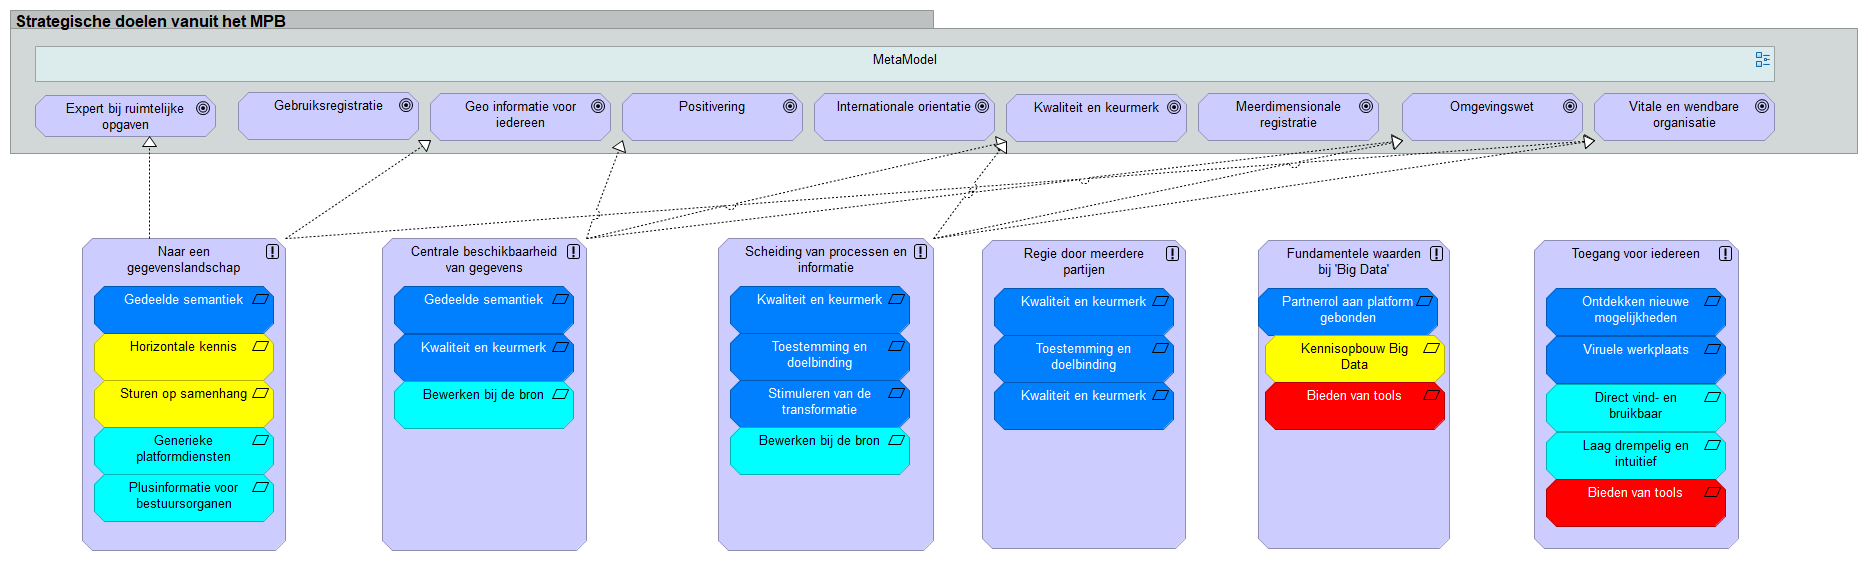 Strategische doelen vanuit het MPB
MetaModel
Expert bij ruimtelijke
opgaven
Gebruiksregistratie
Geo informatie voor
iedereen
Positivering
Internationale orientatie
Kwaliteit en keurmerk
Meerdimensionale
registratie
Omgevingswet
Vitale en wendbare
organisatie
Naar een
gegevenslandschap
Gedeelde semantiek
Horizontale kennis
Sturen op samenhang
Generieke
platformdiensten
Plusinformatie voor
bestuursorganen
Centrale beschikbaarheid
van gegevens
Gedeelde semantiek
Kwaliteit en keurmerk
Bewerken bij de bron
Scheiding van processen en
informatie
Kwaliteit en keurmerk
Toestemming en
doelbinding
Stimuleren van de
transformatie
Bewerken bij de bron
Regie door meerdere
partijen
Kwaliteit en keurmerk
Toestemming en
doelbinding
Kwaliteit en keurmerk
Fundamentele waarden
bij 'Big Data'
Partnerrol aan platform
gebonden
Kennisopbouw Big
Data
Bieden van tools
Toegang voor iedereen
Ontdekken nieuwe
mogelijkheden
Viruele werkplaats
Direct vind- en
bruikbaar
Laag drempelig en
intuitief
Bieden van tools